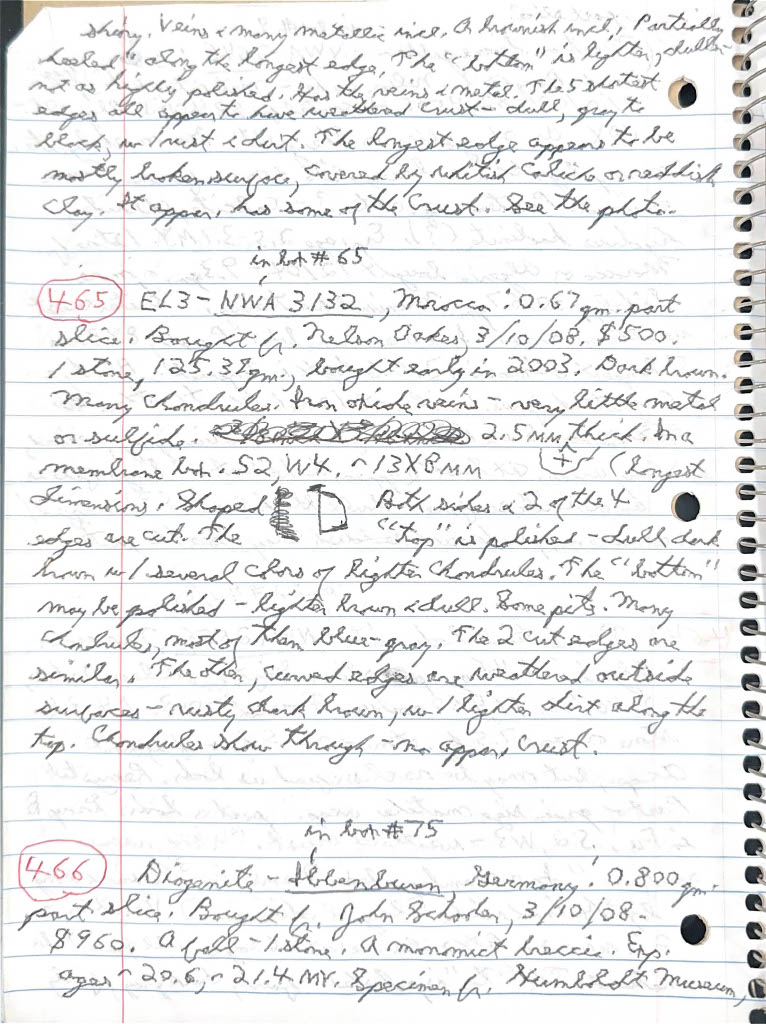 shiny. Veins & many metallic incl. A brownish incl., Partially
healed" along the longest edge. The "bottom" is lighter, duller-
not as highly polished. Has the veins & metal. The 5 shortest
edges all appear to have weathered crust - dull, gray to
black, w/ rust & dirt. The longest edge appears to be
mostly broken surface, covered by whitish Caliche or reddish
clay. It appar. has some of the Crust. See the photo.
in box # 65
465 EL3 - NWA 3132, Morocco: 0.67 gm. part
slice. Bought fr. Nelson Oakes, 3/10/08. $500.
1 stone, 125.38 gm., bought early in 2003. Dark brown.
Many Chondrules. Iron oxide veins - very little metal
or sulfide. 2.5 MM thick. In a
membrane box. S2, W4. ~13X8 MM (longest
dimensions. Shaped Both sides & 2 of the 4
edges are cut. The "top" is polished - dull dark
brown w/ several colors of lighter Chondrules. The "bottom"
may be polished - lighter brown & dull. Some pits. Many
Chondrules, most of them blue-gray. The 2 cut edges are
similar. The other, curved edges are weathered outside
surfaces - rusty dark brown, w/ lighter dirt along the
top. Chondrules show through - no appar. Crust.
in box # 75
466 Diogenite - Ibbenburen, Germany: 0.800 gm.
part slice. Bought fr. John Schooler, 3/10/08 -
$960. A fall - 1 stone. A monomict breccia. Exp.
ages ~20.6, ~21.4 MY. Specimen fr. Humboldt Museum,